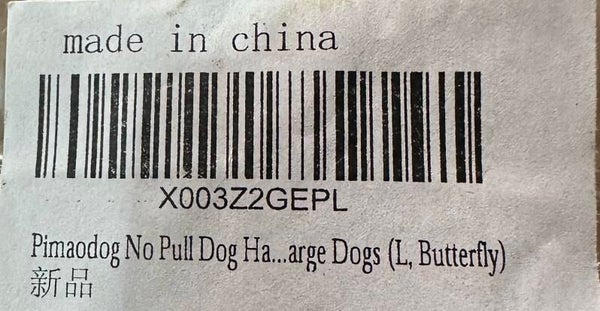 made in china
X003Z2GEPL
Pimaodog No Pull Dog Ha...arge Dogs (L, Butterfly)
新品